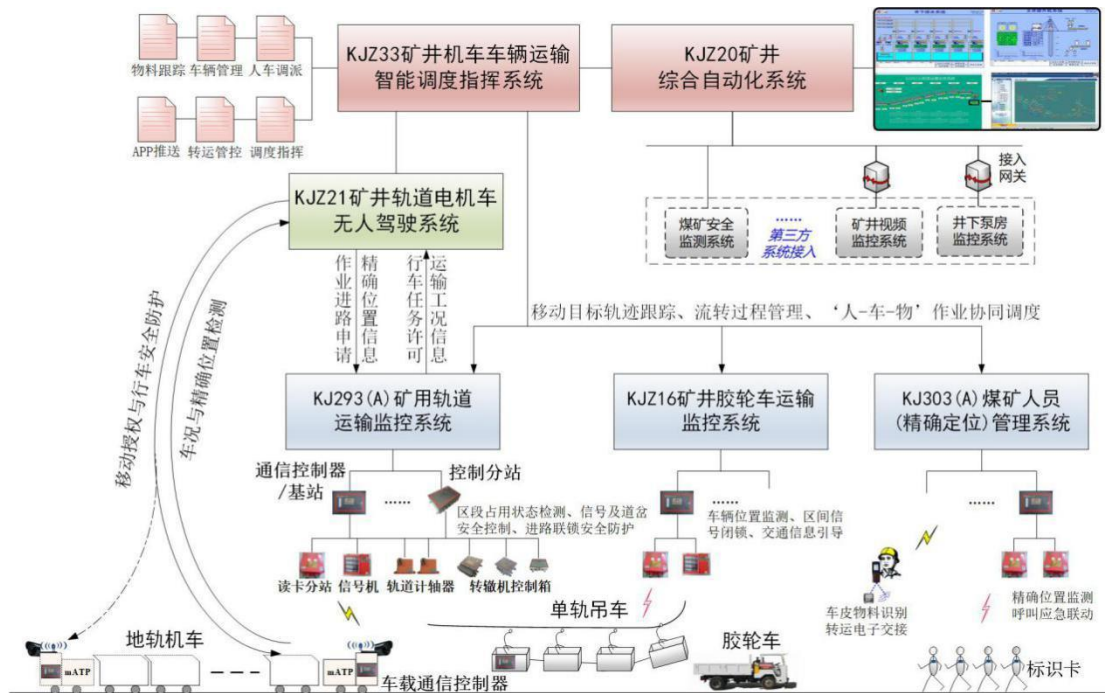 KJZ33矿井机车车辆运输
智能调度指挥系统
KJZ20矿井
综合自动化系统
物料跟踪 车辆管理 人车调派
APP推送 转运管控 调度指挥
接入
网关
KJZ21矿井轨道电机车
无人驾驶系统
煤矿安全
监测系统
……
第三方
系统接入
矿井视频
监控系统
井下泵房
监控系统
作业进路申请
精确位置信息
行车任务许可
运输工况信息
移动目标轨迹跟踪、流转过程管理、‘人-车-物’作业协同调度
移动授权与行车安全防护
车况与精确位置检测
KJ293(A)矿用轨道
运输监控系统
KJZ16矿井胶轮车运输
监控系统
KJ303(A)煤矿人员
(精确定位)管理系统
通信控制器
/基站
……
控制分站
区段占用状态检测、信号及道岔
安全控制、进路联锁安全防护
……
车辆位置监测、区间信
号闭锁、交通信息引导
……
读卡分站 信号机 轨道计轴器 转辙机控制箱
车皮物料识别
转运电子交接
精确位置监测
呼叫应急联动
地轨机车
单轨吊车
胶轮车
标识卡
mATP
mATP
车载通信控制器